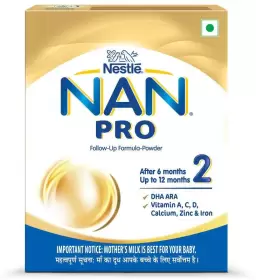 Nestlé
NAN
PRO
Follow-Up Formula-Powder
After 6 months
Up to 12 months
2
DHA ARA
Vitamin A, C, D,
Calcium, Zinc & Iron
IMPORTANT NOTICE: MOTHER'S MILK IS BEST FOR YOUR BABY.
महत्वपूर्ण सूचना: माँ का दूध आपके बच्चे के लिए सर्वोत्तम है।